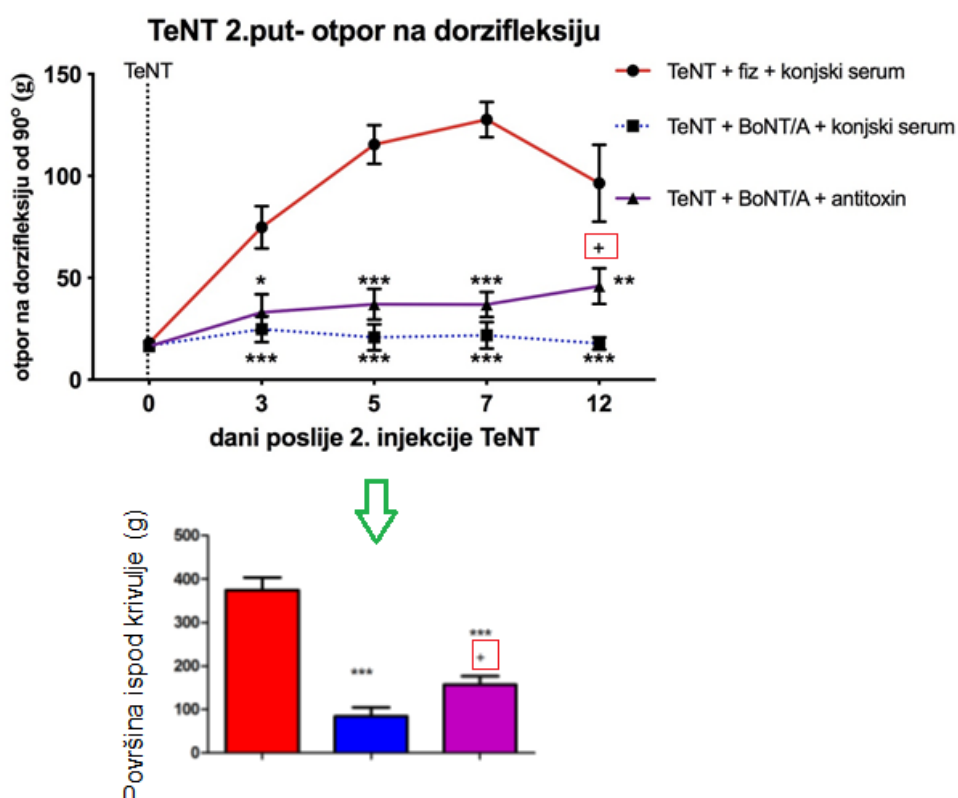 TeNT 2.put- otpor na dorzifleksiju
TeNT
otpor na dorzifleksiju od 90° (g)
150
100
50
0
TeNT + fiz + konjski serum
TeNT + BoNT/A + konjski serum
TeNT + BoNT/A + antitoxin
+
* *** *** **
*** *** *** ***
0 3 5 7 12
dani poslije 2. injekcije TeNT
Površina ispod krivulje (g)
500
400
300
200
100
0
***
***
+